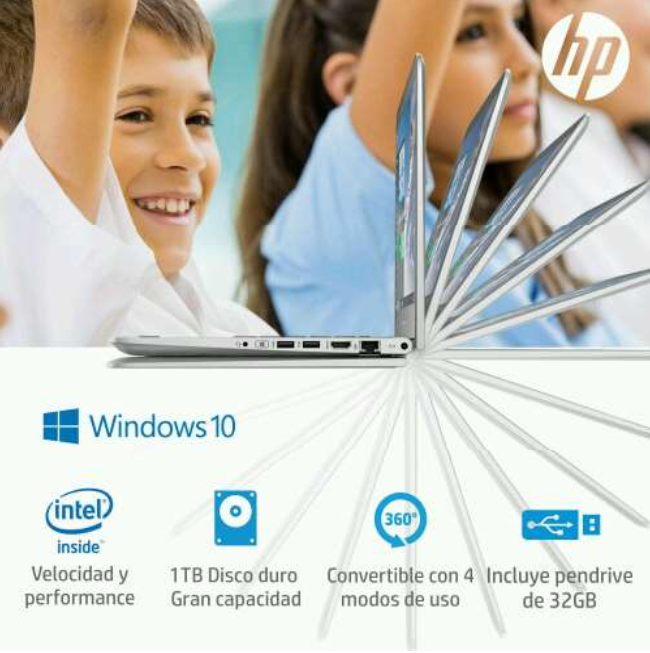 hp
Windows 10
intel
inside™
360°
Velocidad y
performance
1TB Disco duro
Gran capacidad
Convertible con 4
modos de uso
Incluye pendrive
de 32GB